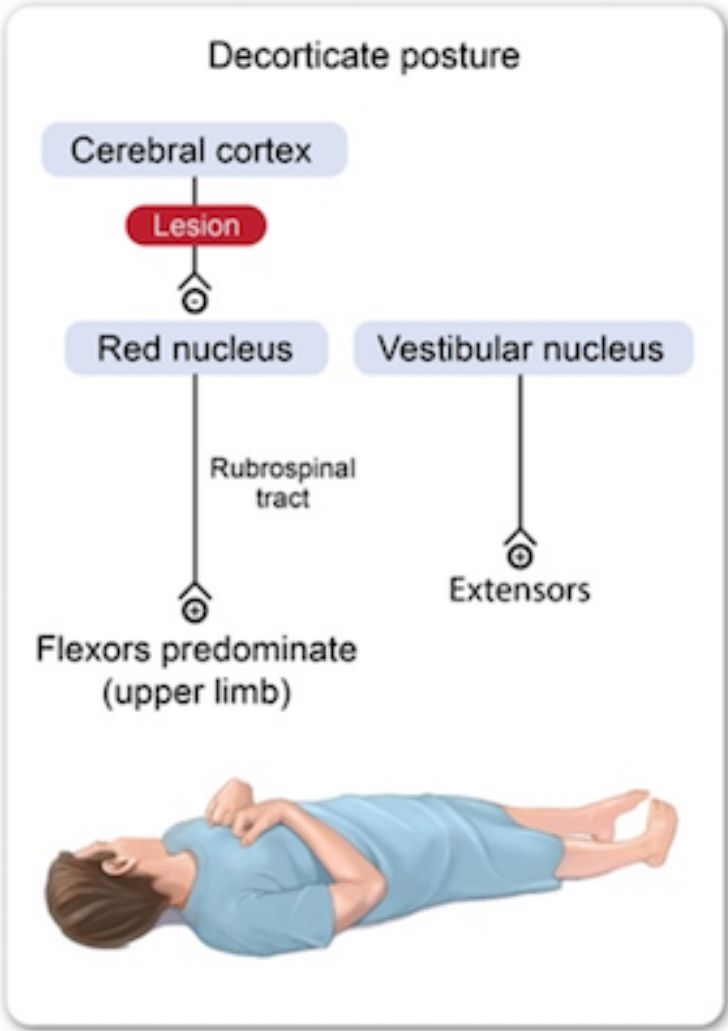 Decorticate posture
Cerebral cortex
Lesion
-
Red nucleus
Vestibular nucleus
Rubrospinal
tract
+
Extensors
+
Flexors predominate
(upper limb)